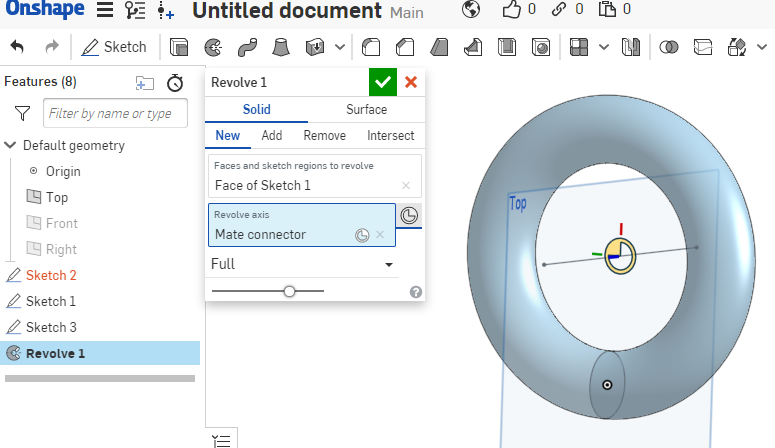 Onshape Untitled document Main 0 0 0
Sketch
Features (8)
Filter by name or type
Default geometry
Origin
Top
Front
Right
Sketch 2
Sketch 1
Sketch 3
Revolve 1
Revolve 1
Solid Surface
New Add Remove Intersect
Faces and sketch regions to revolve
Face of Sketch 1
Revolve axis
Mate connector
Full
Top